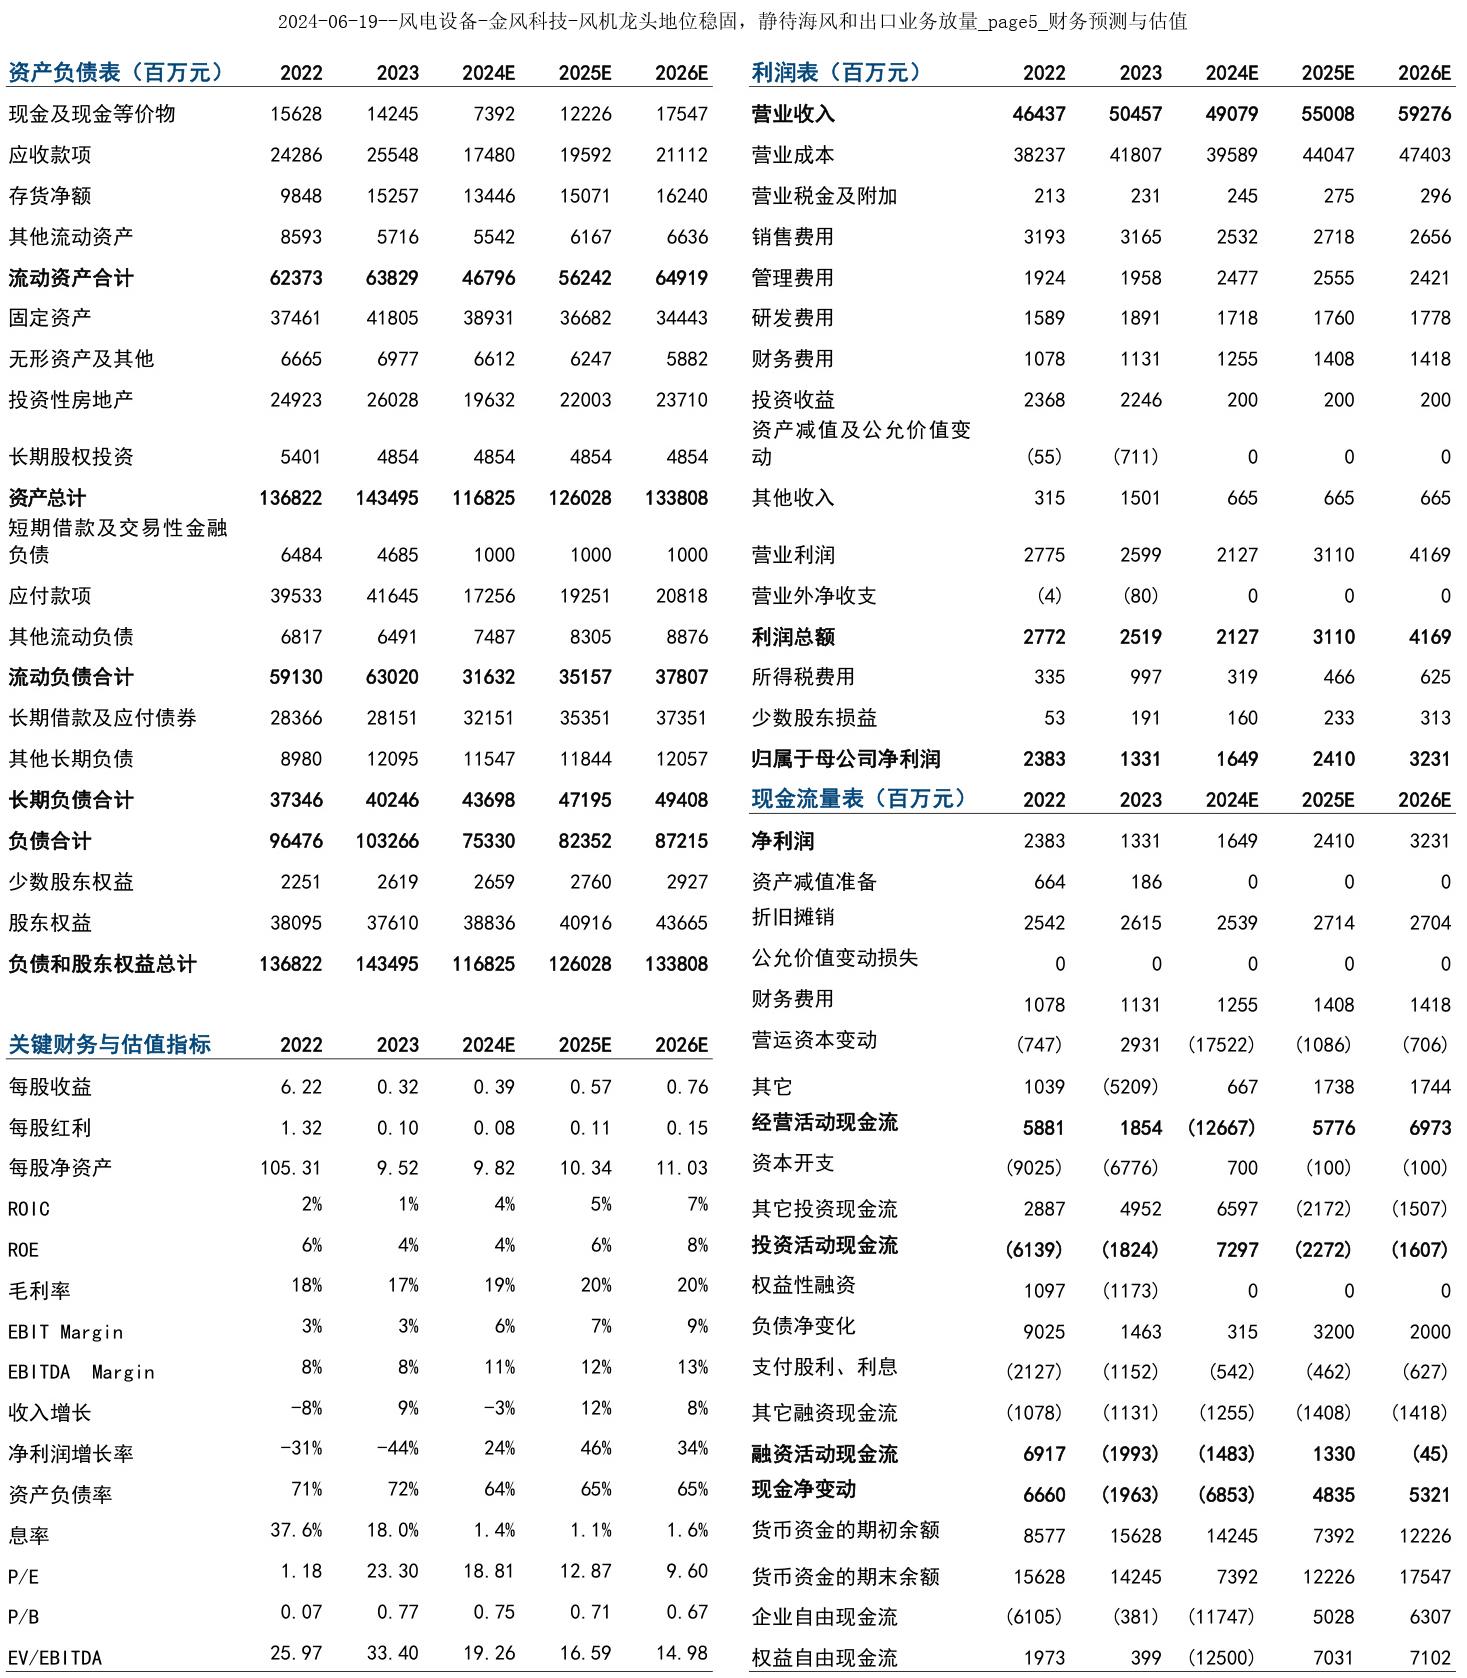 2024-06-19--风电设备-金风科技-风机龙头地位稳固，静待海风和出口业务放量_page5_财务预测与估值
资产负债表（百万元） 2022 2023 2024E 2025E 2026E
现金及现金等价物 15628 14245 7392 12226 17547
应收款项 24286 25548 17480 19592 21112
存货净额 9848 15257 13446 15071 16240
其他流动资产 8593 5716 5542 6167 6636
流动资产合计 62373 63829 46796 56242 64919
固定资产 37461 41805 38931 36682 34443
无形资产及其他 6665 6977 6612 6247 5882
投资性房地产 24923 26028 19632 22003 23710
长期股权投资 5401 4854 4854 4854 4854
资产总计 136822 143495 116825 126028 133808
短期借款及交易性金融
负债 6484 4685 1000 1000 1000
应付款项 39533 41645 17256 19251 20818
其他流动负债 6817 6491 7487 8305 8876
流动负债合计 59130 63020 31632 35157 37807
长期借款及应付债券 28366 28151 32151 35351 37351
其他长期负债 8980 12095 11547 11844 12057
长期负债合计 37346 40246 43698 47195 49408
负债合计 96476 103266 75330 82352 87215
少数股东权益 2251 2619 2659 2760 2927
股东权益 38095 37610 38836 40916 43665
负债和股东权益总计 136822 143495 116825 126028 133808
关键财务与估值指标 2022 2023 2024E 2025E 2026E
每股收益 6.22 0.32 0.39 0.57 0.76
每股红利 1.32 0.10 0.08 0.11 0.15
每股净资产 105.31 9.52 9.82 10.34 11.03
ROIC 2% 1% 4% 5% 7%
ROE 6% 4% 4% 6% 8%
毛利率 18% 17% 19% 20% 20%
EBIT Margin 3% 3% 6% 7% 9%
EBITDA Margin 8% 8% 11% 12% 13%
收入增长 -8% 9% -3% 12% 8%
净利润增长率 -31% -44% 24% 46% 34%
资产负债率 71% 72% 64% 65% 65%
息率 37.6% 18.0% 1.4% 1.1% 1.6%
P/E 1.18 23.30 18.81 12.87 9.60
P/B 0.07 0.77 0.75 0.71 0.67
EV/EBITDA 25.97 33.40 19.26 16.59 14.98
利润表（百万元） 2022 2023 2024E 2025E 2026E
营业收入 46437 50457 49079 55008 59276
营业成本 38237 41807 39589 44047 47403
营业税金及附加 213 231 245 275 296
销售费用 3193 3165 2532 2718 2656
管理费用 1924 1958 2477 2555 2421
研发费用 1589 1891 1718 1760 1778
财务费用 1078 1131 1255 1408 1418
投资收益 2368 2246 200 200 200
资产减值及公允价值变
动 (55) (711) 0 0 0
其他收入 315 1501 665 665 665
营业利润 2775 2599 2127 3110 4169
营业外净收支 (4) (80) 0 0 0
利润总额 2772 2519 2127 3110 4169
所得税费用 335 997 319 466 625
少数股东损益 53 191 160 233 313
归属于母公司净利润 2383 1331 1649 2410 3231
现金流量表（百万元） 2022 2023 2024E 2025E 2026E
净利润 2383 1331 1649 2410 3231
资产减值准备 664 186 0 0 0
折旧摊销 2542 2615 2539 2714 2704
公允价值变动损失 0 0 0 0 0
财务费用 1078 1131 1255 1408 1418
营运资本变动 (747) 2931 (17522) (1086) (706)
其它 1039 (5209) 667 1738 1744
经营活动现金流 5881 1854 (12667) 5776 6973
资本开支 (9025) (6776) 700 (100) (100)
其它投资现金流 2887 4952 6597 (2172) (1507)
投资活动现金流 (6139) (1824) 7297 (2272) (1607)
权益性融资 1097 (1173) 0 0 0
负债净变化 9025 1463 315 3200 2000
支付股利、利息 (2127) (1152) (542) (462) (627)
其它融资现金流 (1078) (1131) (1255) (1408) (1418)
融资活动现金流 6917 (1993) (1483) 1330 (45)
现金净变动 6660 (1963) (6853) 4835 5321
货币资金的期初余额 8577 15628 14245 7392 12226
货币资金的期末余额 15628 14245 7392 12226 17547
企业自由现金流 (6105) (381) (11747) 5028 6307
权益自由现金流 1973 399 (12500) 7031 7102